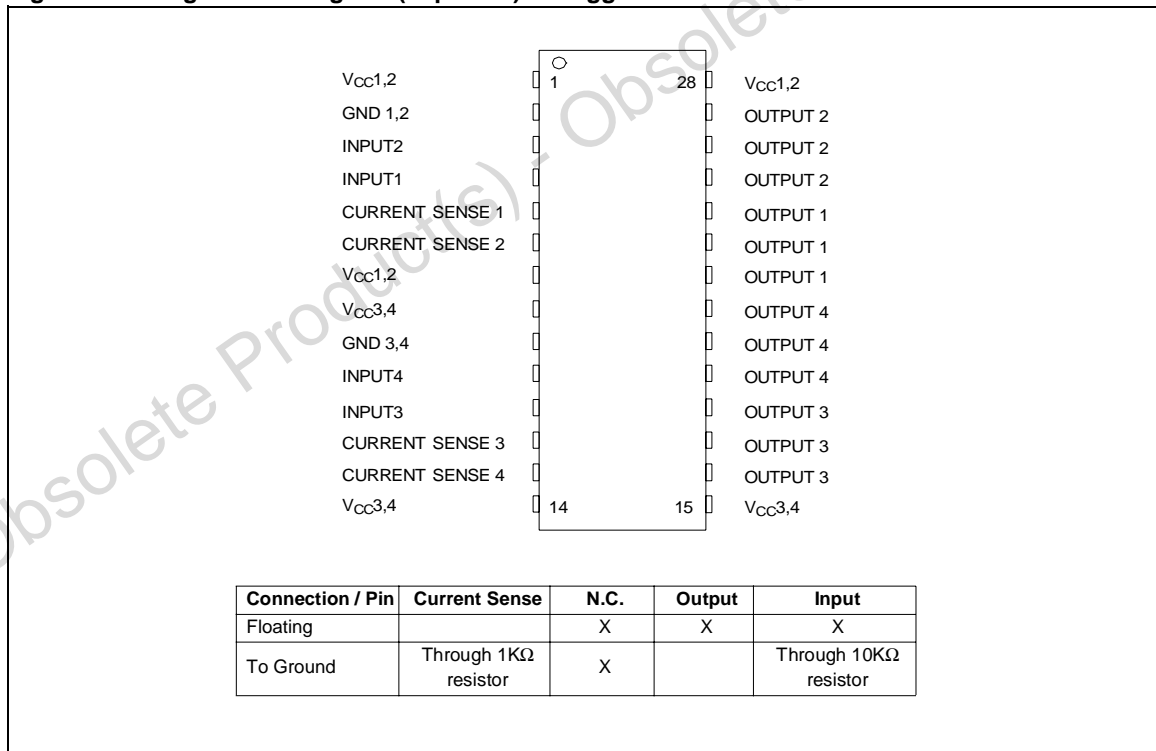 VCC1,2
GND 1,2
INPUT2
INPUT1
CURRENT SENSE 1
CURRENT SENSE 2
VCC1,2
VCC3,4
GND 3,4
INPUT4
INPUT3
CURRENT SENSE 3
CURRENT SENSE 4
VCC3,4
1 28
14 15
VCC1,2
OUTPUT 2
OUTPUT 2
OUTPUT 2
OUTPUT 1
OUTPUT 1
OUTPUT 1
OUTPUT 4
OUTPUT 4
OUTPUT 4
OUTPUT 3
OUTPUT 3
OUTPUT 3
VCC3,4
Connection / Pin Current Sense N.C. Output Input
Floating X X X
To Ground Through 1KΩ resistor X Through 10KΩ resistor
Obsolete Product(s) - Obsolete